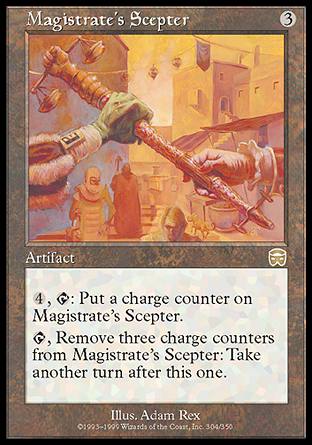 Magistrate's Scepter 3
Artifact
4, : Put a charge counter on
Magistrate's Scepter.
, Remove three charge counters
from Magistrate's Scepter: Take
another turn after this one.
Illus. Adam Rex
©1993–1999 Wizards of the Coast, Inc. 304/350